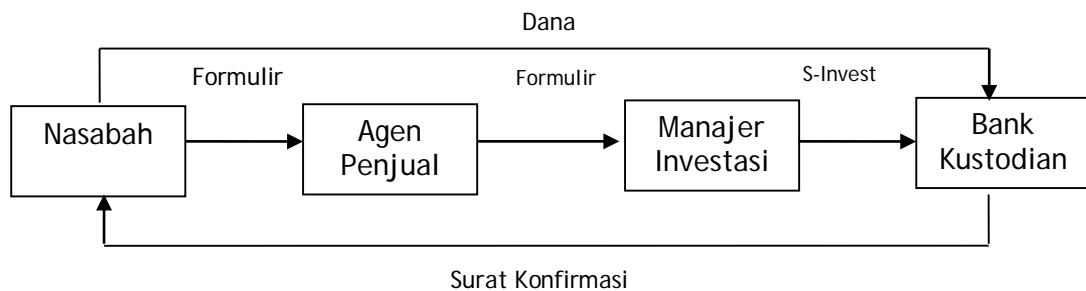 Dana
Formulir
Formulir
S-Invest
Nasabah
Agen
Penjual
Manajer
Investasi
Bank
Kustodian
Surat Konfirmasi